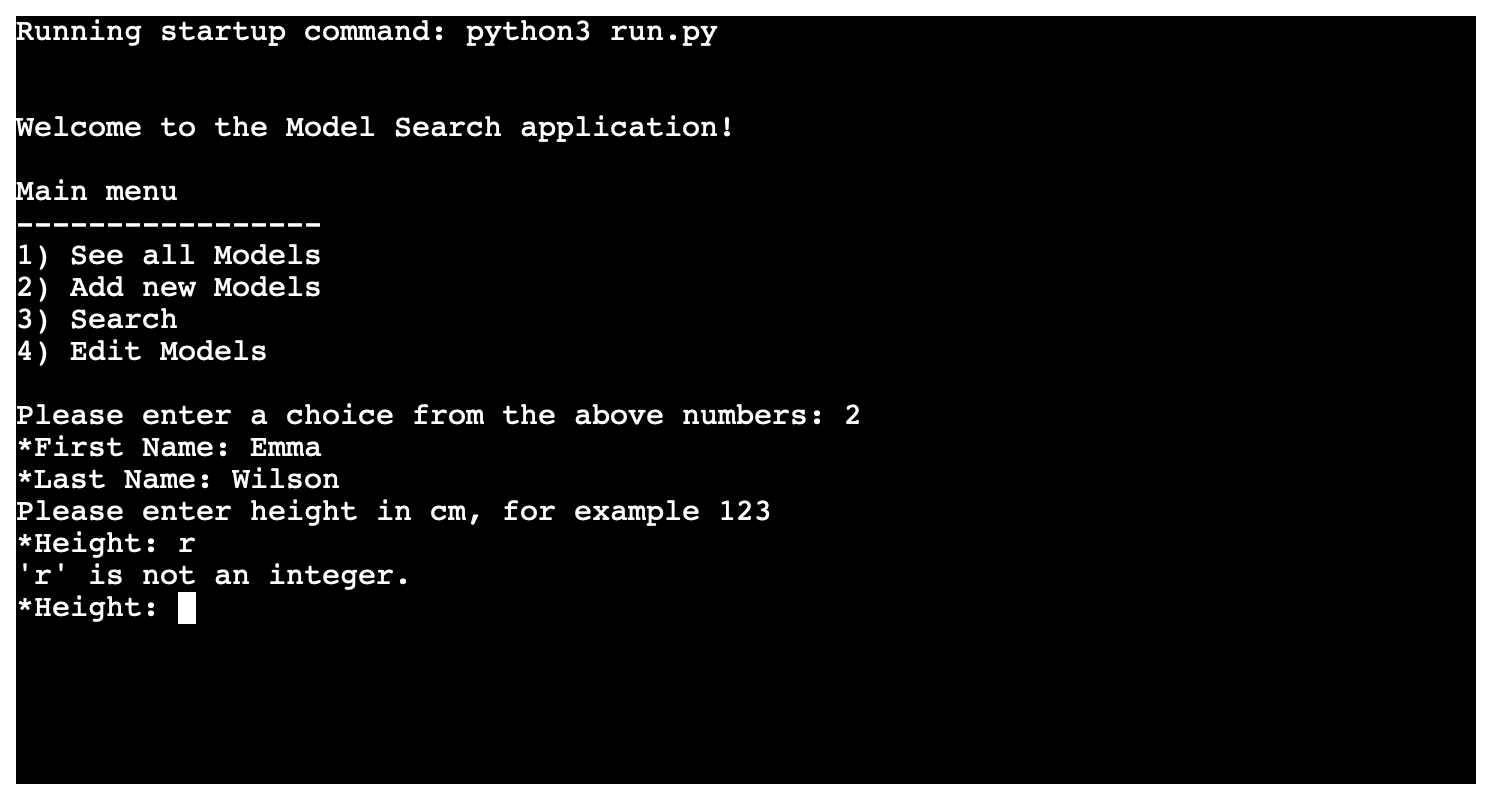 Running startup command: python3 run.py
Welcome to the Model Search application!
Main menu
-----------------
1) See all Models
2) Add new Models
3) Search
4) Edit Models
Please enter a choice from the above numbers: 2
*First Name: Emma
*Last Name: Wilson
Please enter height in cm, for example 123
*Height: r
'r' is not an integer.
*Height: